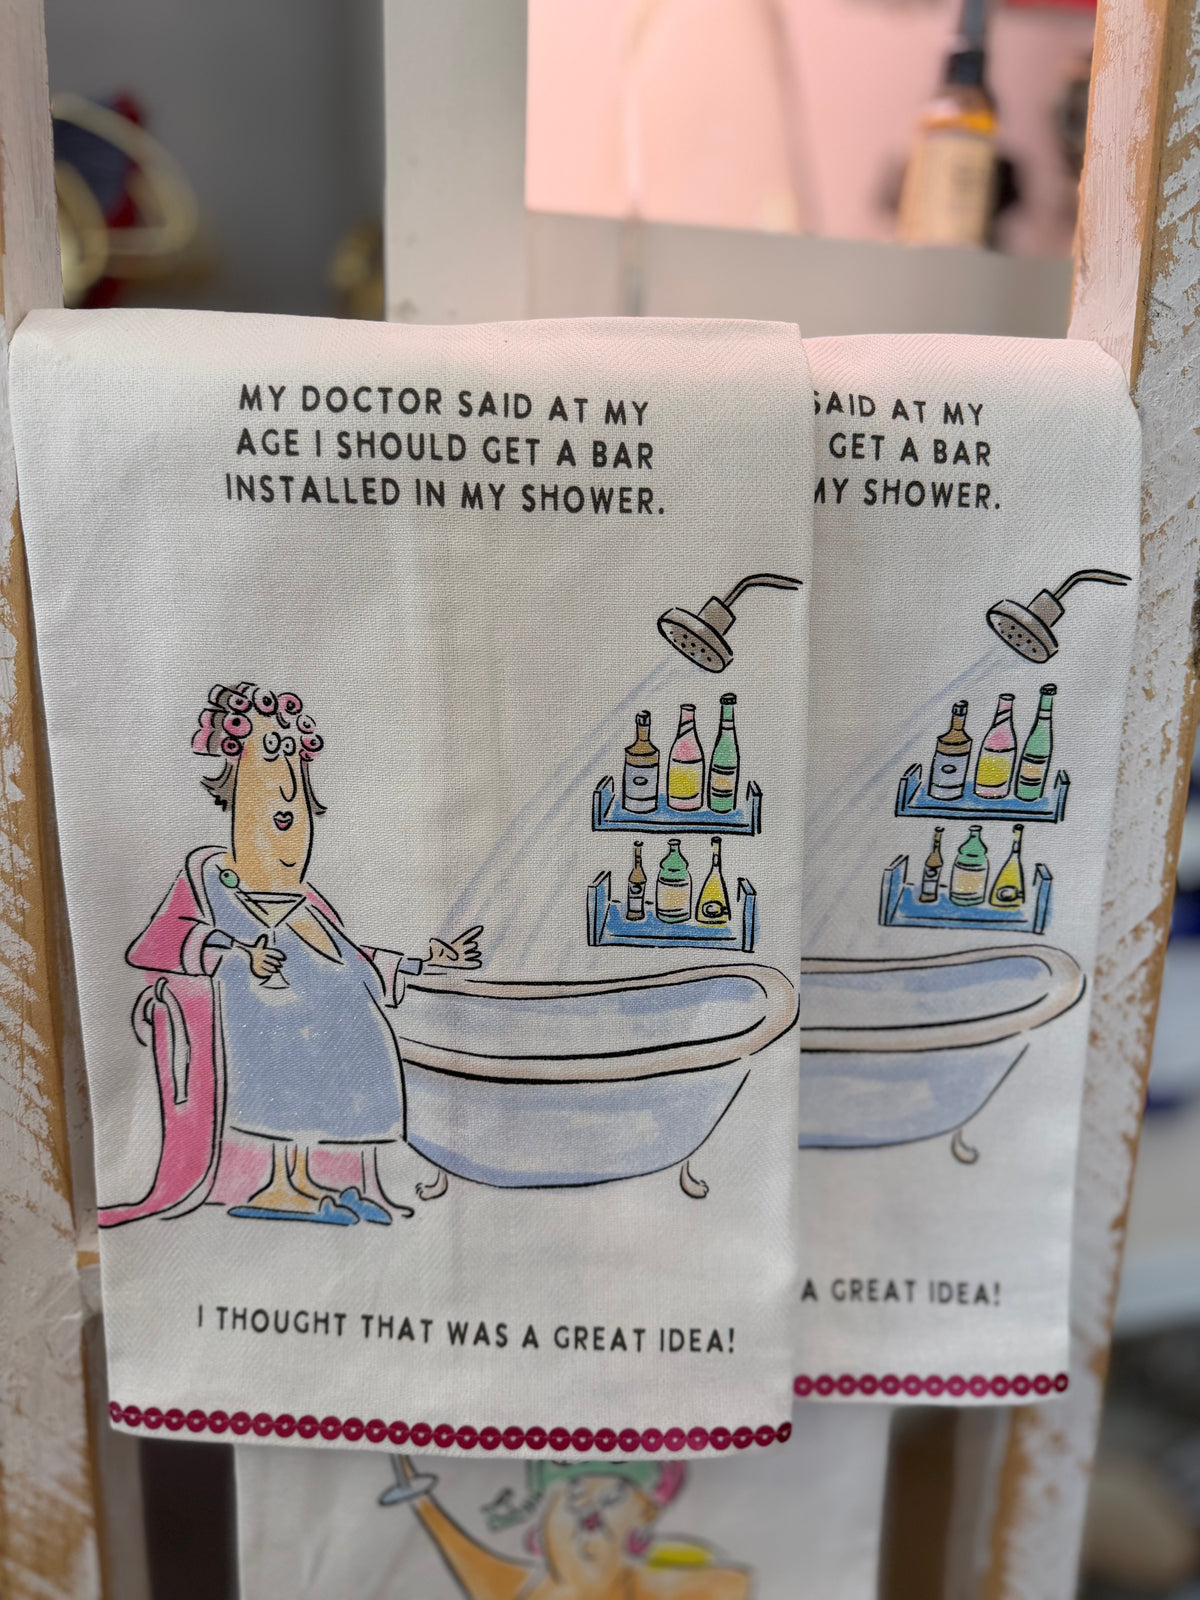 MY DOCTOR SAID AT MY
AGE I SHOULD GET A BAR
INSTALLED IN MY SHOWER.
I THOUGHT THAT WAS A GREAT IDEA!
SAID AT MY
GET A BAR
MY SHOWER.
A GREAT IDEA!